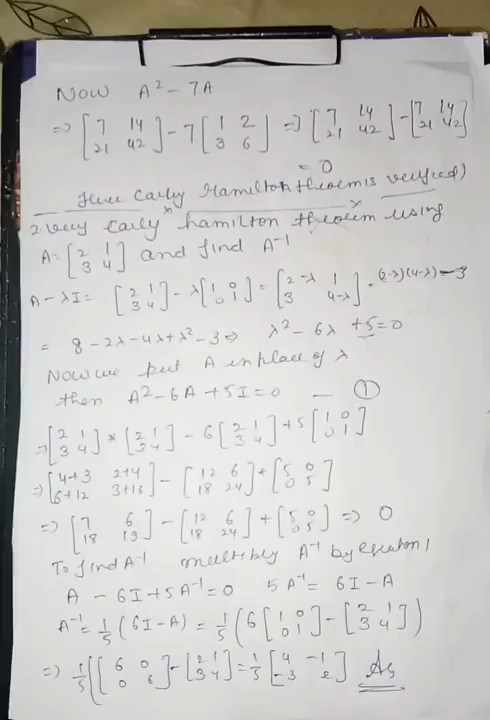 Now A² - 7A
=> [7 14 21 42] - 7 [1 2 3 6] => [7 14 21 42] - [7 14 21 42]
= 0
Here Carly Hamilton theorem is verified)
2 Very carly hamilton theorem using
A = [2 1 3 4] and find A⁻¹
A - λI = [2 1 3 4] - λ[1 0 0 1] = [2-λ 1 3 4-λ] = (2-λ)(4-λ) - 3
= 8 - 2λ - 4λ + λ² - 3 => λ² - 6λ + 5 = 0
Now we put A in place of λ
then A² - 6A + 5I = 0 — ①
=> [2 1 3 4] * [2 1 3 4] - 6 [2 1 3 4] + 5 [1 0 0 1]
=> [4+3 2+4 6+12 3+16] - [12 6 18 24] + [5 0 0 5]
=> [7 6 18 19] - [12 6 18 24] + [5 0 0 5] => 0
To find A⁻¹ multibly A⁻¹ by equton 1
A - 6I + 5A⁻¹ = 0 5A⁻¹ = 6I - A
A⁻¹ = 1/5 (6I - A) = 1/5 (6 [1 0 0 1] - [2 1 3 4])
=> 1/5 ([6 0 0 6] - [2 1 3 4] = 1/5 [4 -1 -3 2] As